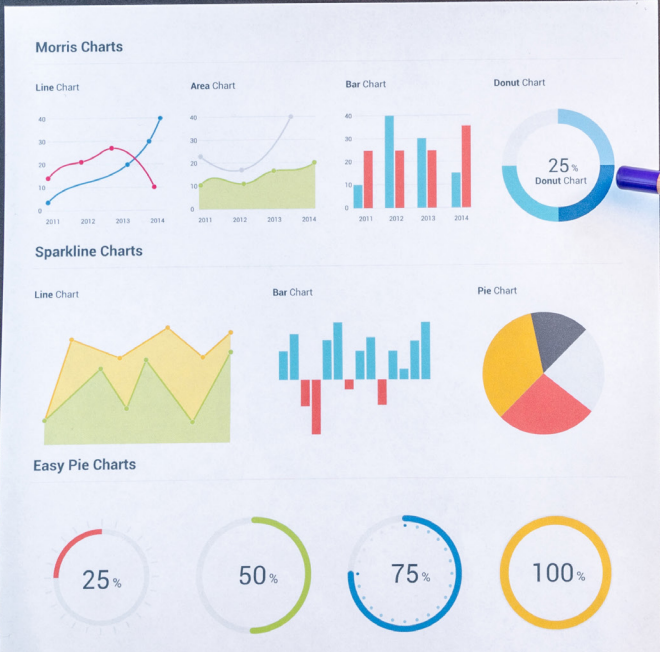 Morris Charts
Line Chart
Area Chart
Bar Chart
Donut Chart
40
30
20
10
0
2011 2012 2013 2014
40
30
20
10
0
2011 2012 2013 2014
40
30
20
10
0
2011 2012 2013 2014
25%
Donut Chart
Sparkline Charts
Line Chart
Bar Chart
Pie Chart
Easy Pie Charts
25%
50%
75%
100%